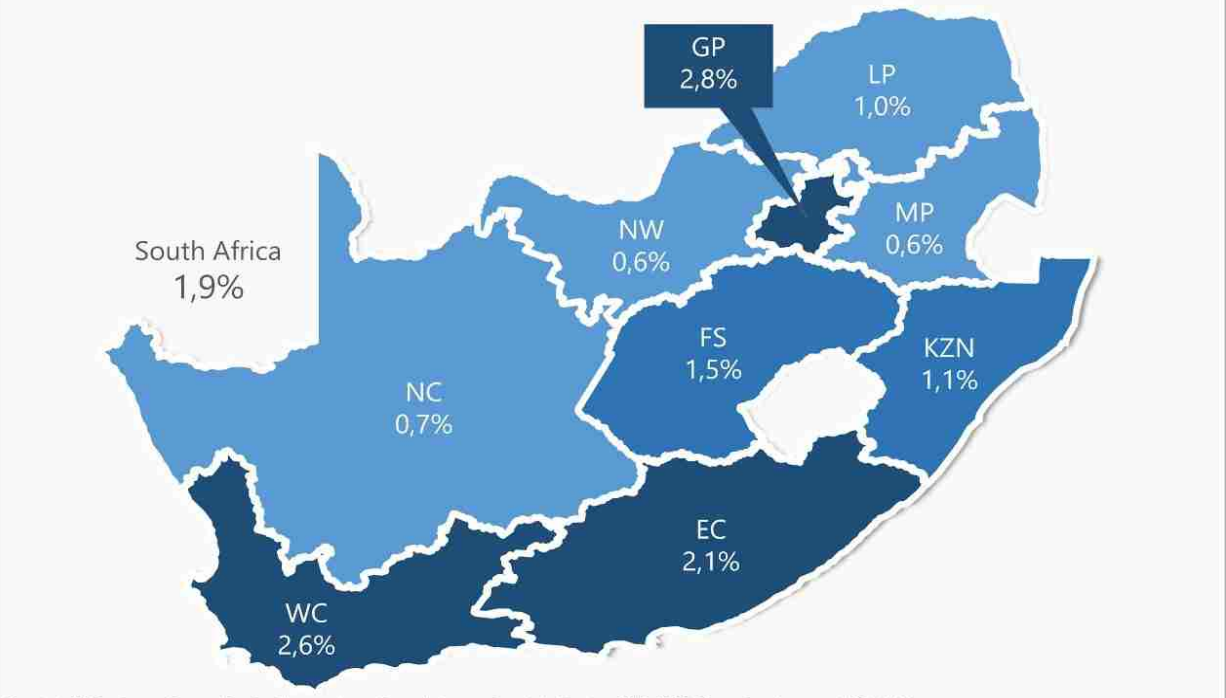 GP
2,8%
LP
1,0%
MP
0,6%
NW
0,6%
South Africa
1,9%
FS
1,5%
KZN
1,1%
NC
0,7%
EC
2,1%
WC
2,6%